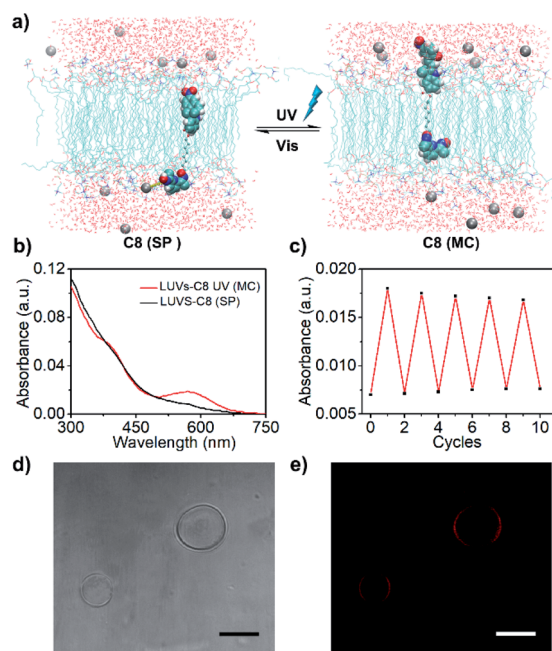 a)
UV
Vis
C8 (SP )
C8 (MC)
b)
0.12
0.08
0.04
0.00
LUVs-C8 UV (MC)
LUVS-C8 (SP)
300 450 600 750
Wavelength (nm)
Absorbance (a.u.)
c)
0.020
0.015
0.010
0.005
0 2 4 6 8 10
Cycles
Absorbance (a.u.)
d)
e)